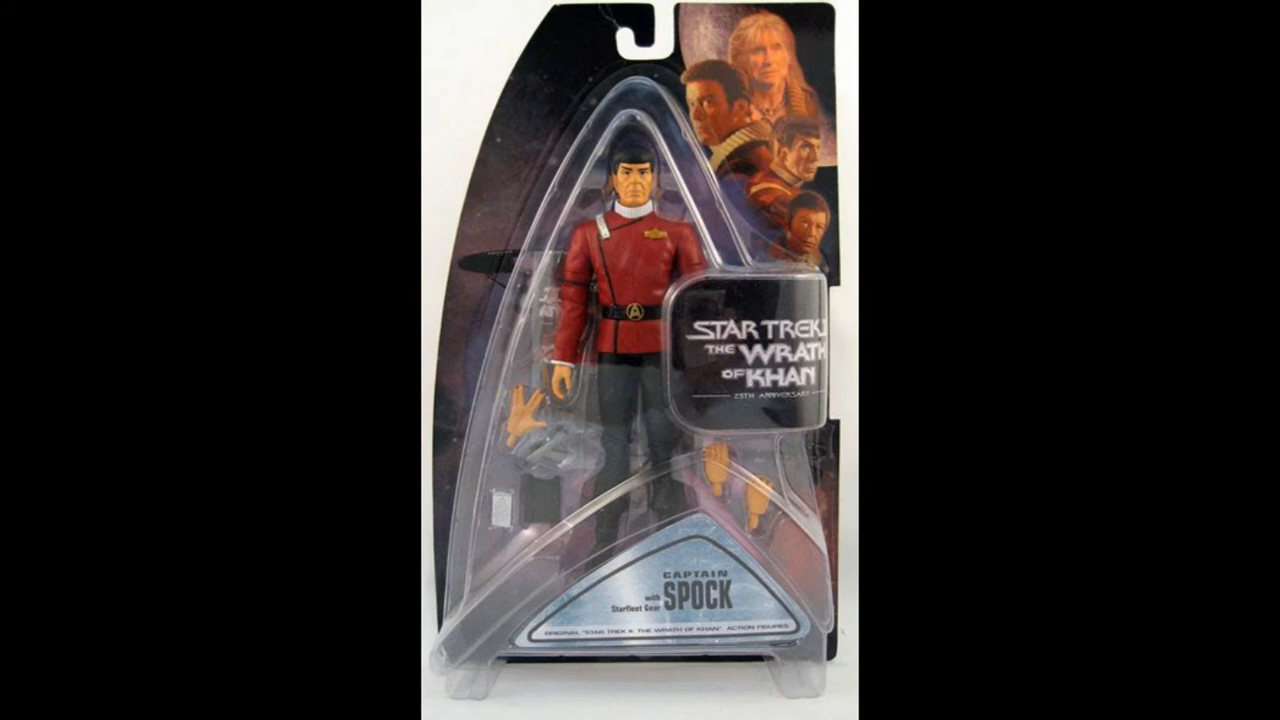 STAR TREK
THE WRATH
OF KHAN
25TH ANNIVERSARY
CAPTAIN
with SPOCK
Starfleet Gear
ORIGINAL "STAR TREK II: THE WRATH OF KHAN" ACTION FIGURES